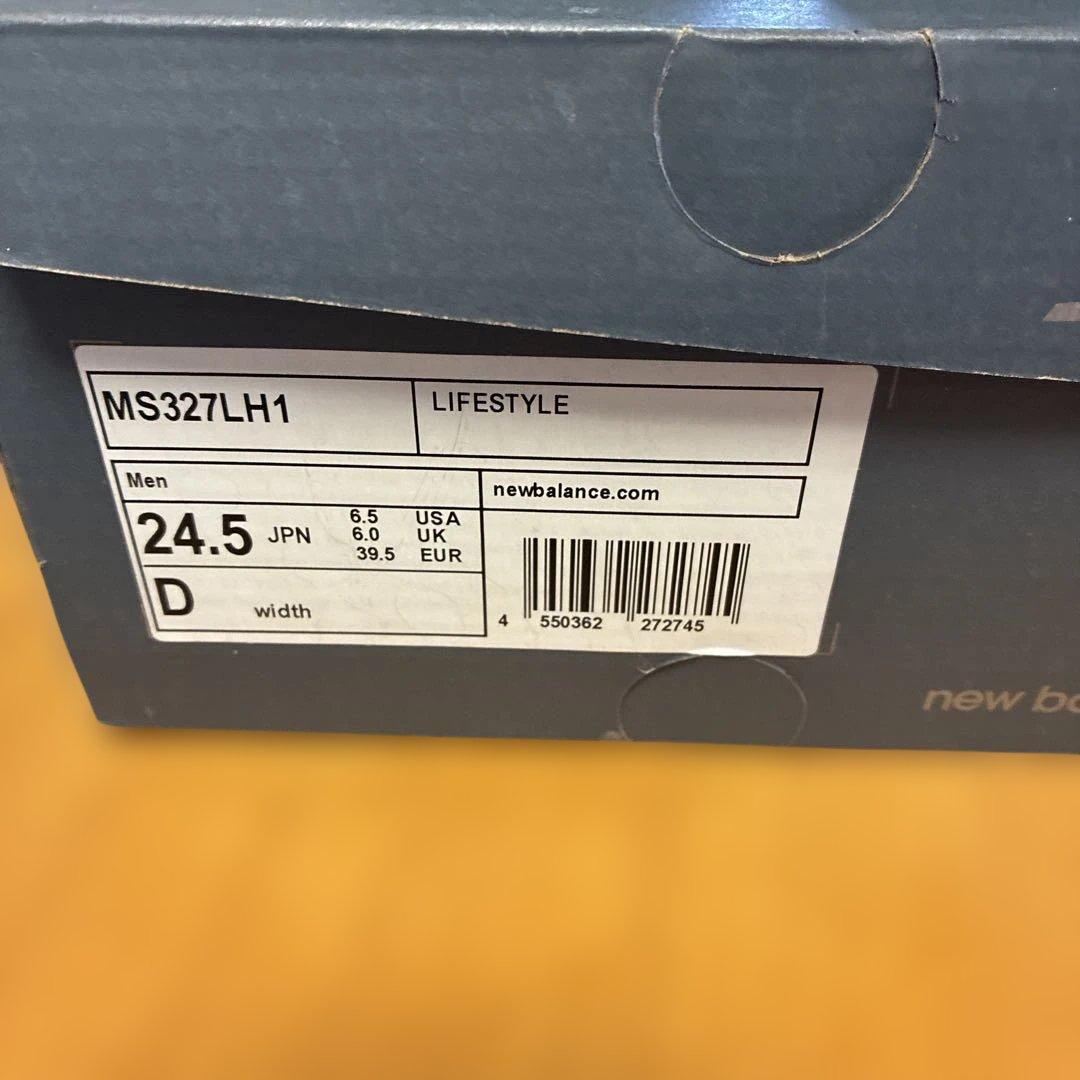 MS327LH1
LIFESTYLE
Men
newbalance.com
24.5 JPN
6.5 USA
6.0 UK
39.5 EUR
D width
4 550362 272745
new